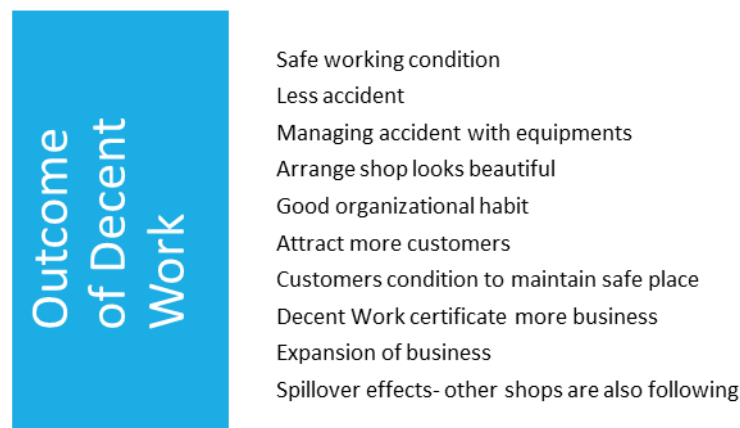 Outcome
of Decent
Work
Safe working condition
Less accident
Managing accident with equipments
Arrange shop looks beautiful
Good organizational habit
Attract more customers
Customers condition to maintain safe place
Decent Work certificate more business
Expansion of business
Spillover effects- other shops are also following